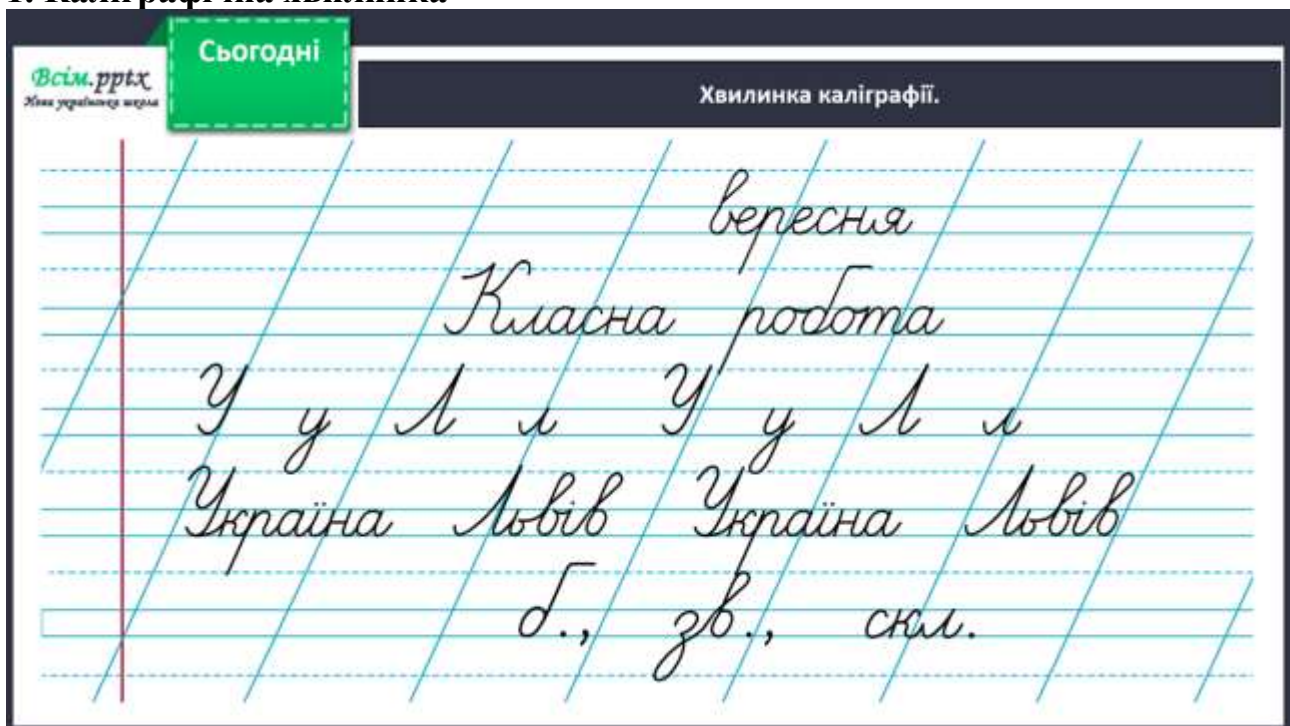 1. Каліграфічна хвилинка
Сьогодні
Всім.pptx
Нова українська школа
Хвилинка каліграфії.
вересня
Класна робота
У у Л л У у Л л
Україна Львів Україна Львів
б., зв., скл.